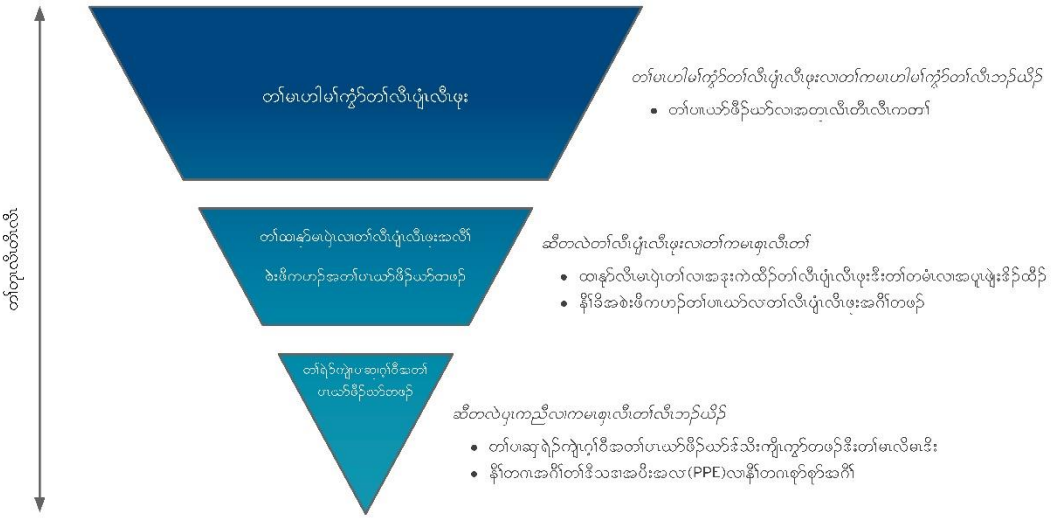 တၢ်မၤဟါမၢ်ကွံာ်တၢ်လီၤပျံၤလီၤဖုး
တၢ်မၤဟါမၢ်ကွံာ်တၢ်လီၤပျံၤလီၤဖုးလၢတၢ်ကမၤဟါမၢ်ကွံာ်တၢ်လီၤဘၣ်ယိၣ်
• တၢ်ပၢၤဃာ်ဖီၣ်ဃာ်လၢအတုၤလီၤတီၤလီၤကတၢၢ်
တၢ်တုၤလီၤတီၤလီၤ
တၢ်ထၢနုာ်မၤပှဲၤလၢတၢ်လီၤပျံၤလီၤဖုးအလီၢ်
စဲးဖီကဟၣ်အတၢ်ပၢၤဃာ်ဖီၣ်ဃာ်တဖၣ်
ဆီတလဲတၢ်လီၤပျံၤလီၤဖုးလၢတၢ်ကမၤစှၤလီၤတၢ်
• ထၢနုာ်လီၤမၤပှဲၤတၢ်လၢအဒုးကဲထီၣ်တၢ်လီၤပျံၤလီၤဖုးဒီးတၢ်တမံၤလၢအပူၤဖျဲးဒိၣ်ထီၣ်
• နီၢ်ခိအစဲးဖီကဟၣ်တၢ်ပၢၤဃာ်လၢတၢ်လီၤပျံၤလီၤဖုးအဂီၢ်တဖၣ်
တၢ်ရဲၣ်ကျဲၤပဆှၢဂ့ၢ်ဝီအတၢ်
ပၢၤဃာ်ဖီၣ်ဃာ်တဖၣ်
ဆီတလဲပှၤကညီလၢကမၤစှၤလီၤတၢ်လီၤဘၣ်ယိၣ်
• တၢ်ပၢဆှၢရဲၣ်ကျဲၤဂ့ၢ်ဝီအတၢ်ပၢၤဃာ်ဖီၣ်ဃာ်ဒ်သိးကျိၤကွာ်တဖၣ်ဒီးတၢ်မၤလိမၤဒီး
• နီၢ်တဂၤအဂီၢ်တၢ်ဒီသဒၢအပီးအလီ(PPE)လၢနီၢ်တဂၤစုာ်စုာ်အဂီၢ်